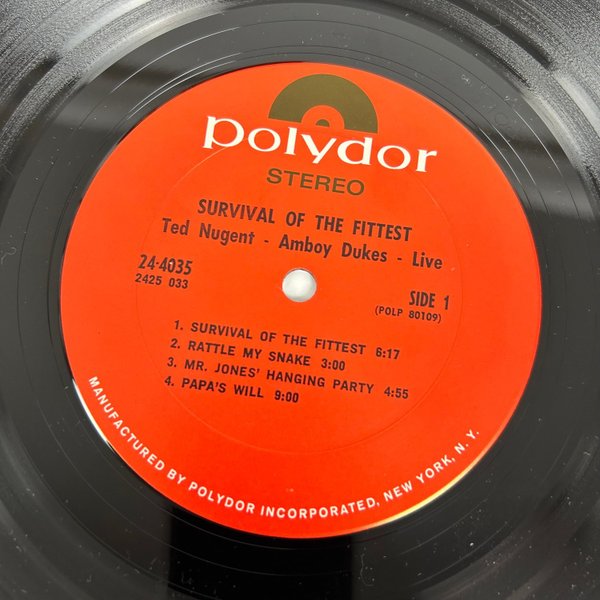 polydor
STEREO
SURVIVAL OF THE FITTEST
Ted Nugent - Amboy Dukes - Live
24-4035
2425 033
SIDE 1
(POLP 80109)
1. SURVIVAL OF THE FITTEST 6:17
2. RATTLE MY SNAKE 3:00
3. MR. JONES' HANGING PARTY 4:55
4. PAPA'S WILL 9:00
MANUFACTURED BY POLYDOR INCORPORATED, NEW YORK, N. Y.